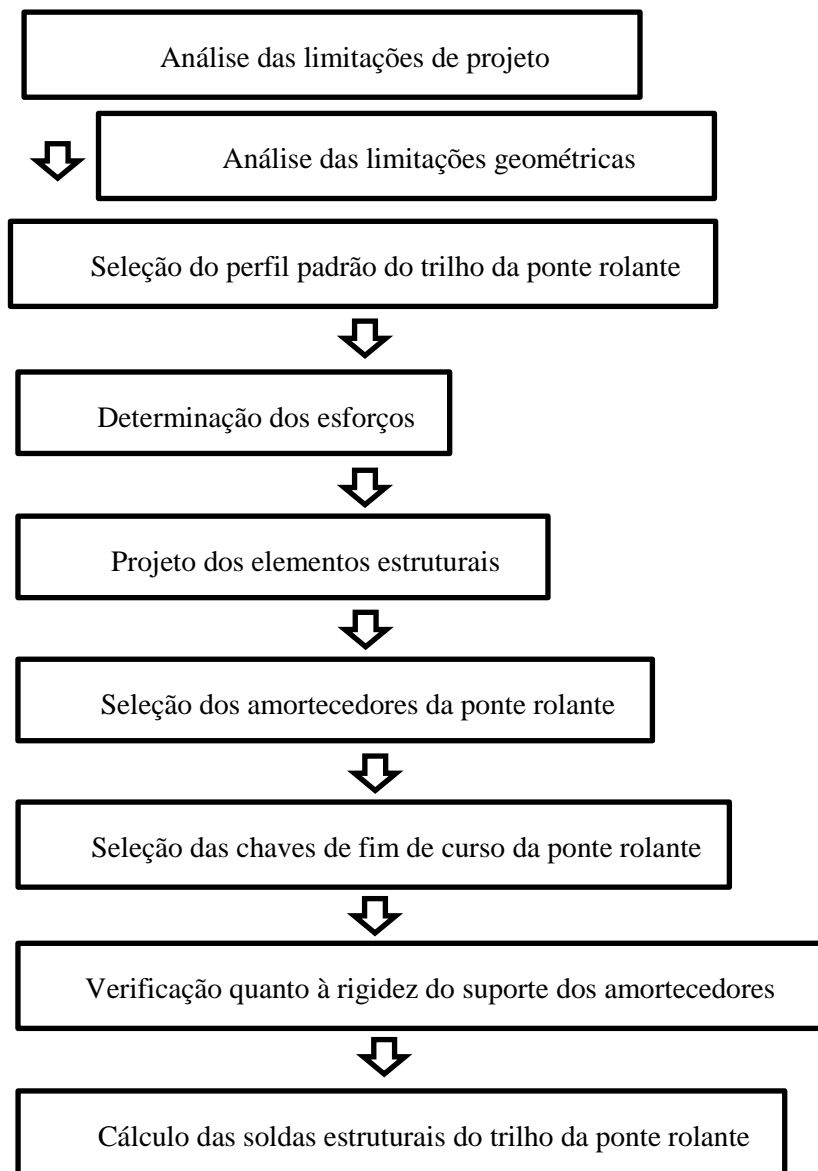 Análise das limitações de projeto
Análise das limitações geométricas
Seleção do perfil padrão do trilho da ponte rolante
Determinação dos esforços
Projeto dos elementos estruturais
Seleção dos amortecedores da ponte rolante
Seleção das chaves de fim de curso da ponte rolante
Verificação quanto à rigidez do suporte dos amortecedores
Cálculo das soldas estruturais do trilho da ponte rolante